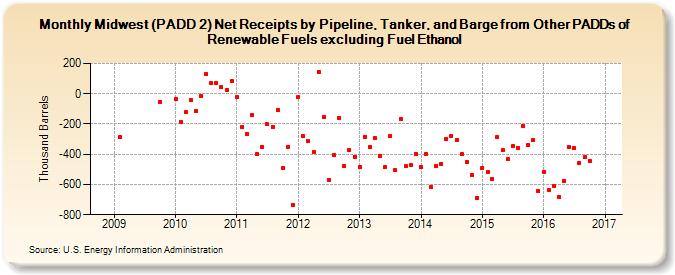 Monthly Midwest (PADD 2) Net Receipts by Pipeline, Tanker, and Barge from Other PADDs of
Renewable Fuels excluding Fuel Ethanol
Thousand Barrels
200
0
-200
-400
-600
-800
2009 2010 2011 2012 2013 2014 2015 2016 2017
Source: U.S. Energy Information Administration